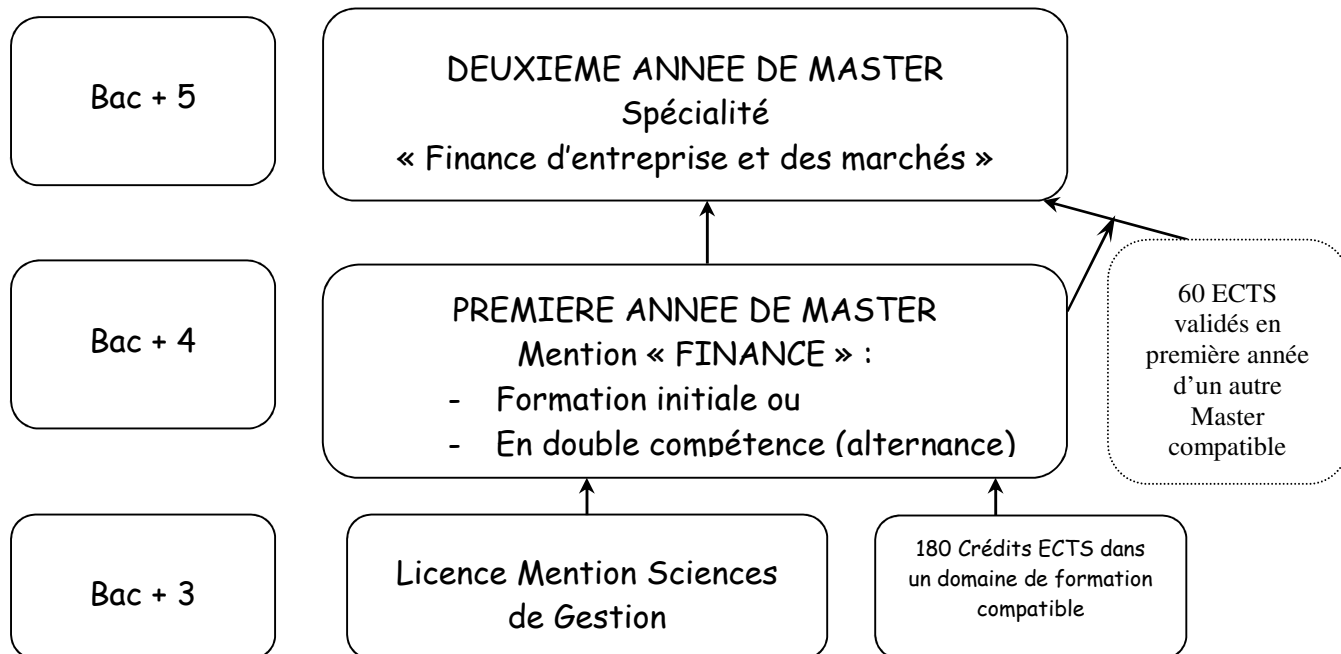 Bac + 5
DEUXIEME ANNEE DE MASTER
Spécialité
« Finance d'entreprise et des marchés »
Bac + 4
PREMIERE ANNEE DE MASTER
Mention « FINANCE » :
- Formation initiale ou
- En double compétence (alternance)
60 ECTS
validés en
première année
d'un autre
Master
compatible
Bac + 3
Licence Mention Sciences
de Gestion
180 Crédits ECTS dans
un domaine de formation
compatible